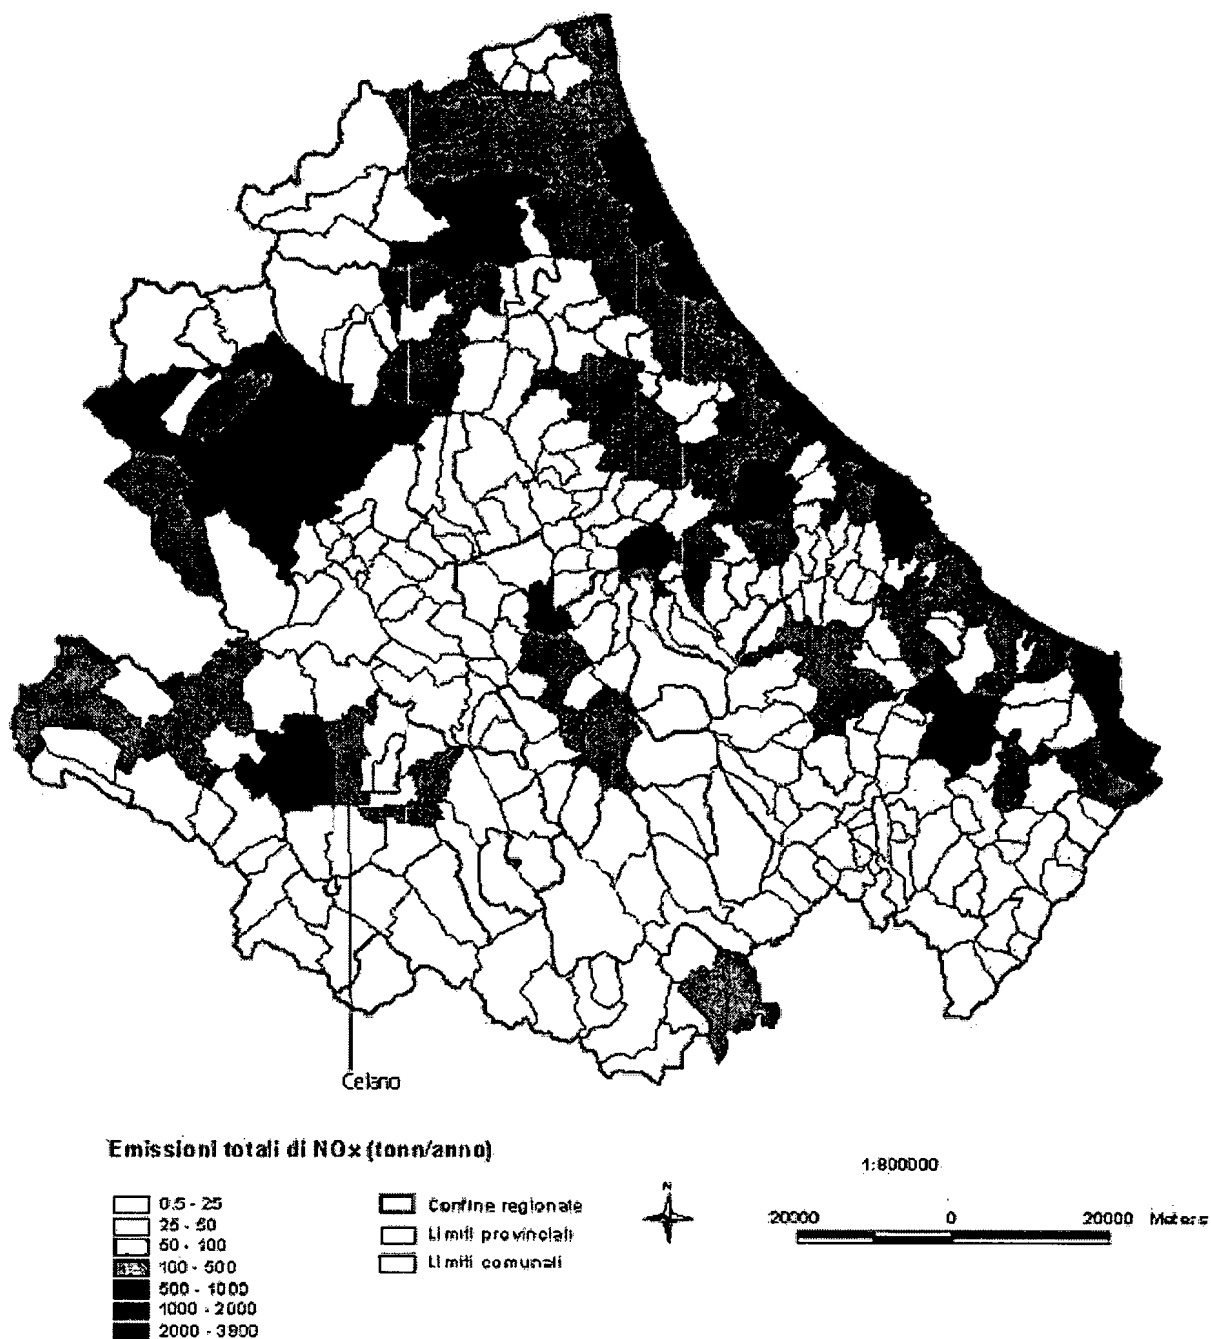 Celano
Emissioni totali di NOx (tonn/anno)
0.5 - 25
25 - 50
50 - 100
100 - 500
500 - 1000
1000 - 2000
2000 - 3900
Confine regionale
Limiti provinciali
Limiti comunali
N
1:800000
20000 0 20000 Meters